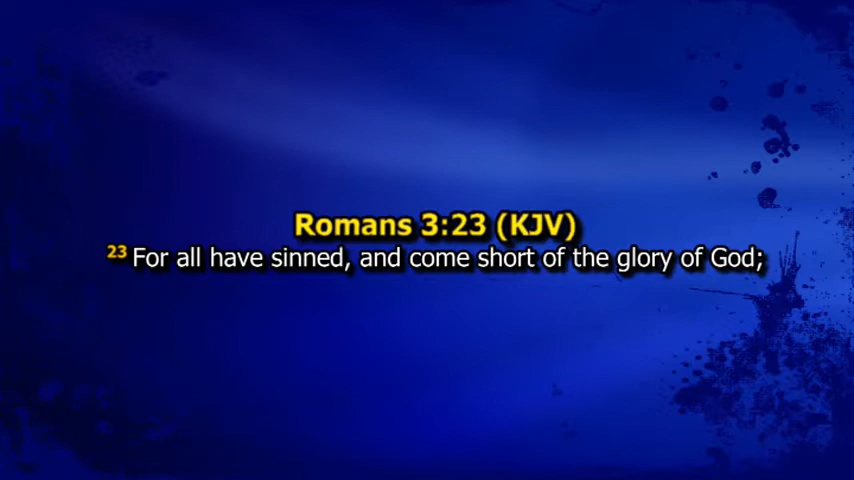 Romans 3:23 (KJV)
23 For all have sinned, and come short of the glory of God;